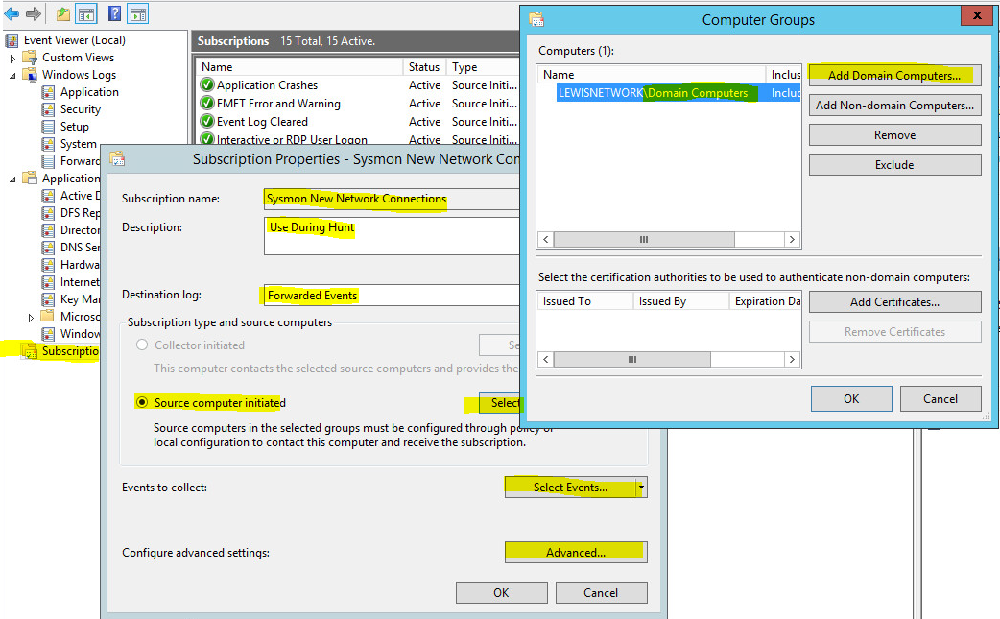 Event Viewer (Local)
Custom Views
Windows Logs
Application
Security
Setup
System
Forward
Application
Active D
DFS Rep
Director
DNS Ser
Hardwa
Internet
Key Mar
Microso
Window
Subscriptio
Subscriptions 15 Total, 15 Active.
Name Status Type
Application Crashes Active Source Initi...
EMET Error and Warning Active Source Initi...
Event Log Cleared Active Source Initi...
Interactive or RDP User Logon Active Source Initi...
Subscription Properties - Sysmon New Network Con
Subscription name: Sysmon New Network Connections
Description: Use During Hunt
Destination log: Forwarded Events
Subscription type and source computers
Collector initiated Se
This computer contacts the selected source computers and provides the
Source computer initiated Select
Source computers in the selected groups must be configured through policy or
local configuration to contact this computer and receive the subscription.
Events to collect: Select Events...
Configure advanced settings: Advanced...
OK Cancel
Computer Groups
x
Computers (1):
Name Inclus
LEWISNETWORK\Domain Computers Includ
Add Domain Computers...
Add Non-domain Computers...
Remove
Exclude
Select the certification authorities to be used to authenticate non-domain computers:
Issued To Issued By Expiration Da
Add Certificates...
Remove Certificates
OK Cancel